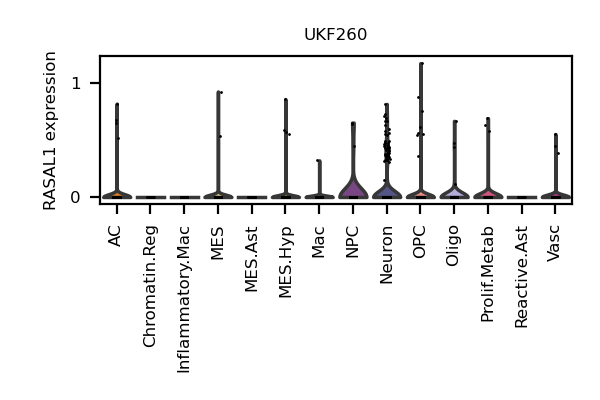 UKF260
RASAL1 expression
1
0
AC
Chromatin.Reg
Inflammatory.Mac
MES
MES.Ast
MES.Hyp
Mac
NPC
Neuron
OPC
Oligo
Prolif.Metab
Reactive.Ast
Vasc